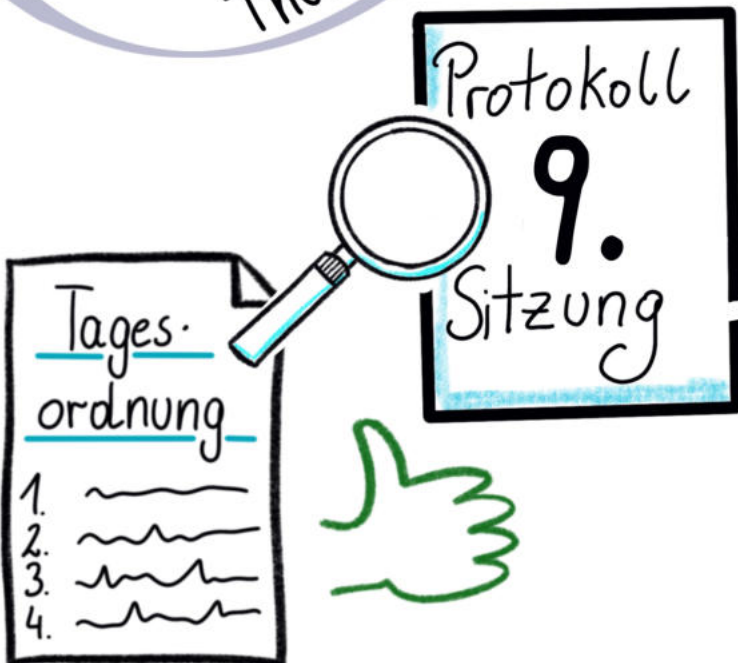 Protokoll
9.
Sitzung
Tages-
ordnung
1.
2.
3.
4.